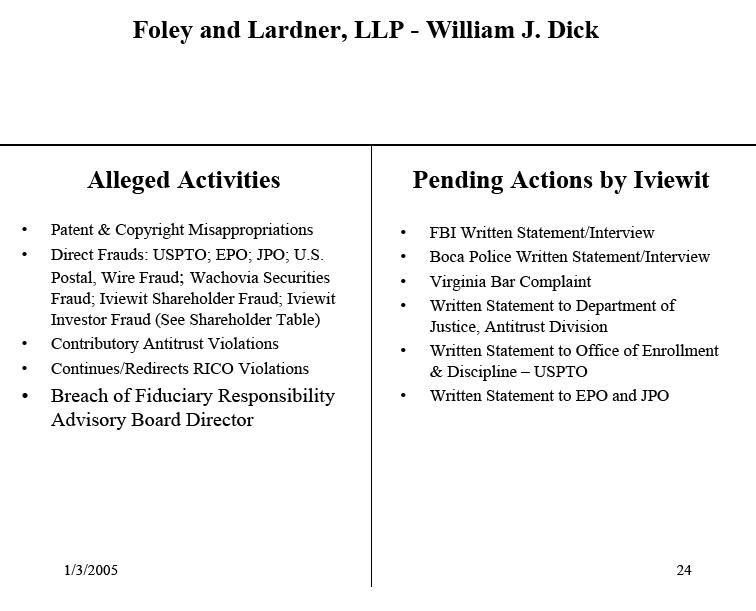 Foley and Lardner, LLP - William J. Dick
Alleged Activities
• Patent & Copyright Misappropriations
• Direct Frauds: USPTO; EPO; JPO; U.S.
Postal, Wire Fraud; Wachovia Securities
Fraud; Iviewit Shareholder Fraud; Iviewit
Investor Fraud (See Shareholder Table)
• Contributory Antitrust Violations
• Continues/Redirects RICO Violations
• Breach of Fiduciary Responsibility
Advisory Board Director
Pending Actions by Iviewit
• FBI Written Statement/Interview
• Boca Police Written Statement/Interview
• Virginia Bar Complaint
• Written Statement to Department of
Justice, Antitrust Division
• Written Statement to Office of Enrollment
& Discipline – USPTO
• Written Statement to EPO and JPO
1/3/2005
24